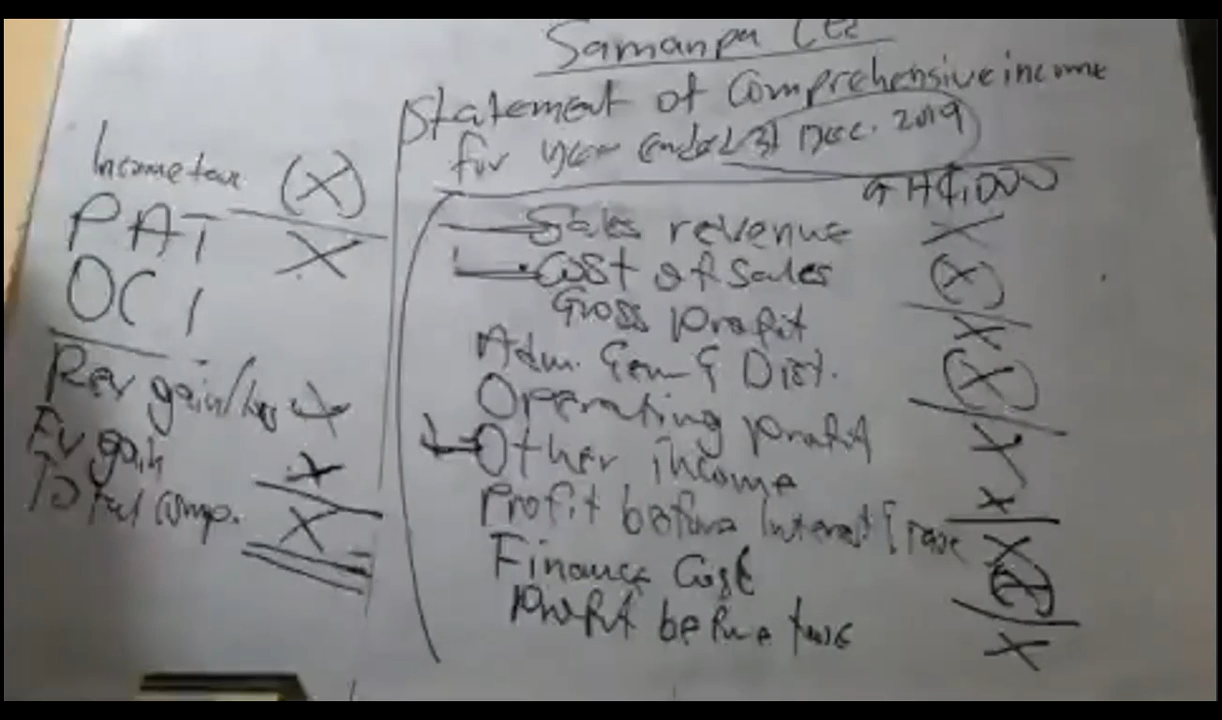 Samanpa Ltd
Statement of Comprehensive income
for year ended 31 Dec. 2019
GH₵,000
Sales revenue X
Cost of Sales (X)
Gross profit X
Adm. Gen & Dist. (X)
Operating profit X
Other income X
Profit before interest & tax X
Finance Cost (X)
Profit before tax X
Income tax (X)
PAT X
OCI
Rev gain/loss X
FV gain X
Total comp. X